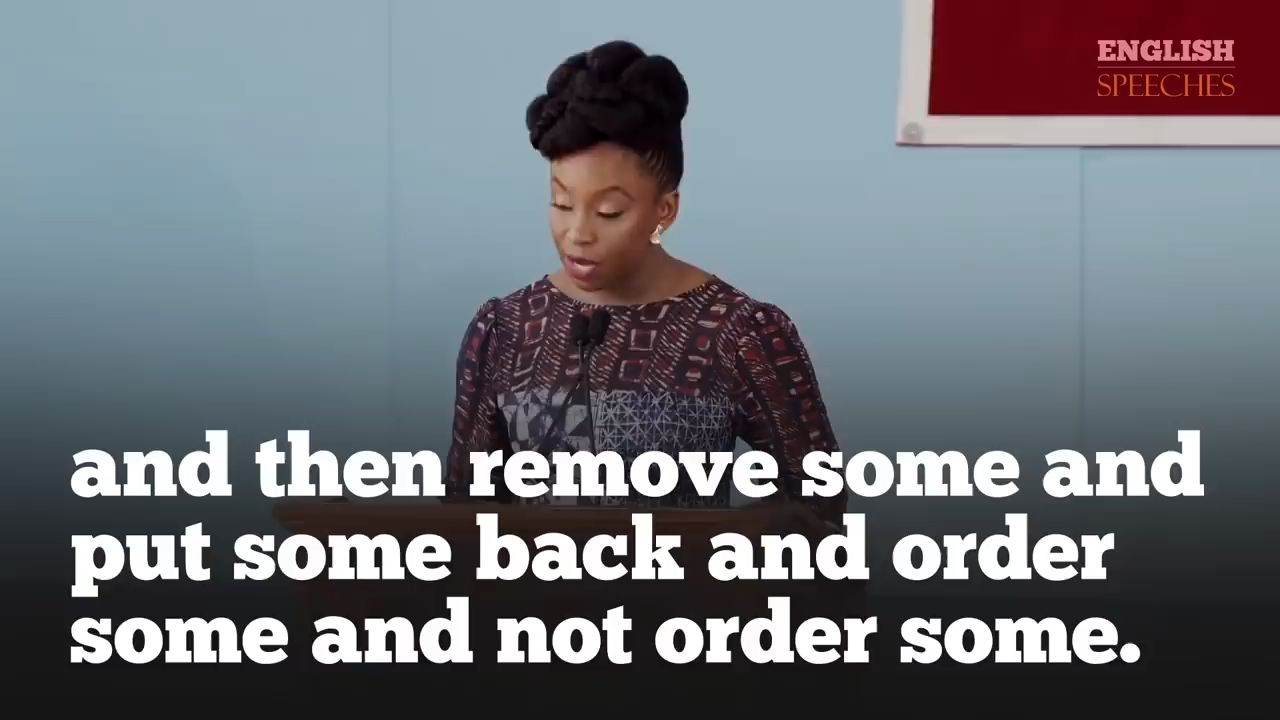 ENGLISH
SPEECHES
and then remove some and
put some back and order
some and not order some.